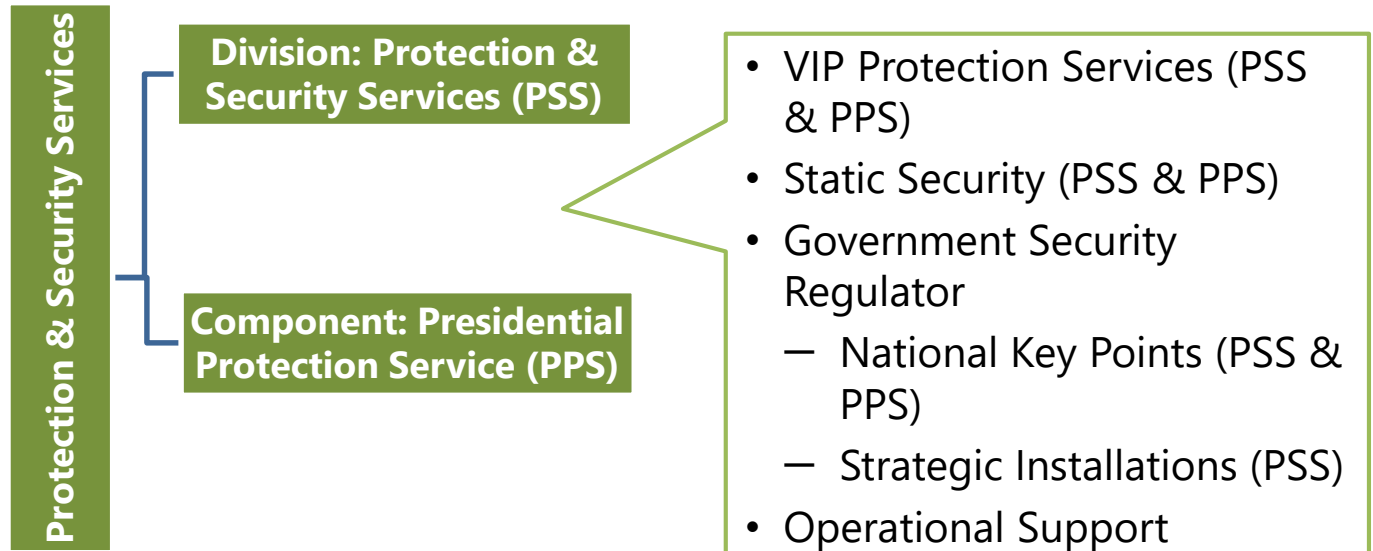 Protection & Security Services
Division: Protection &
Security Services (PSS)
Component: Presidential
Protection Service (PPS)
• VIP Protection Services (PSS
& PPS)
• Static Security (PSS & PPS)
• Government Security
Regulator
– National Key Points (PSS &
PPS)
– Strategic Installations (PSS)
• Operational Support